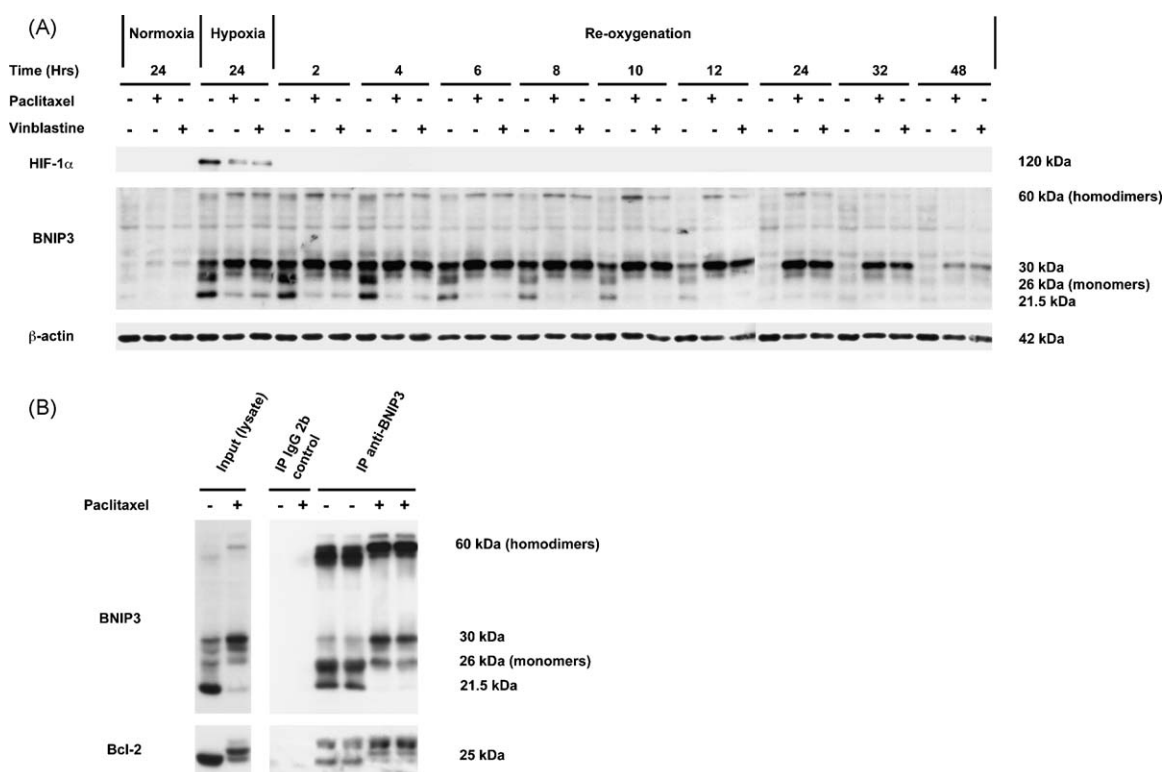 (A)
Normoxia Hypoxia Re-oxygenation
Time (Hrs) 24 24 2 4 6 8 10 12 24 32 48
Paclitaxel - + - - + - - + - - + - - + - - + - - + - - + - - + - - + - - + -
Vinblastine - - + - - + - - + - - + - - + - - + - - + - - + - - + - - + - - +
HIF-1α 120 kDa
60 kDa (homodimers)
BNIP3
30 kDa
26 kDa (monomers)
21.5 kDa
β-actin 42 kDa
(B)
Input (lysate) IP IgG 2b control IP anti-BNIP3
Paclitaxel - + - + - - + +
60 kDa (homodimers)
BNIP3
30 kDa
26 kDa (monomers)
21.5 kDa
Bcl-2 25 kDa